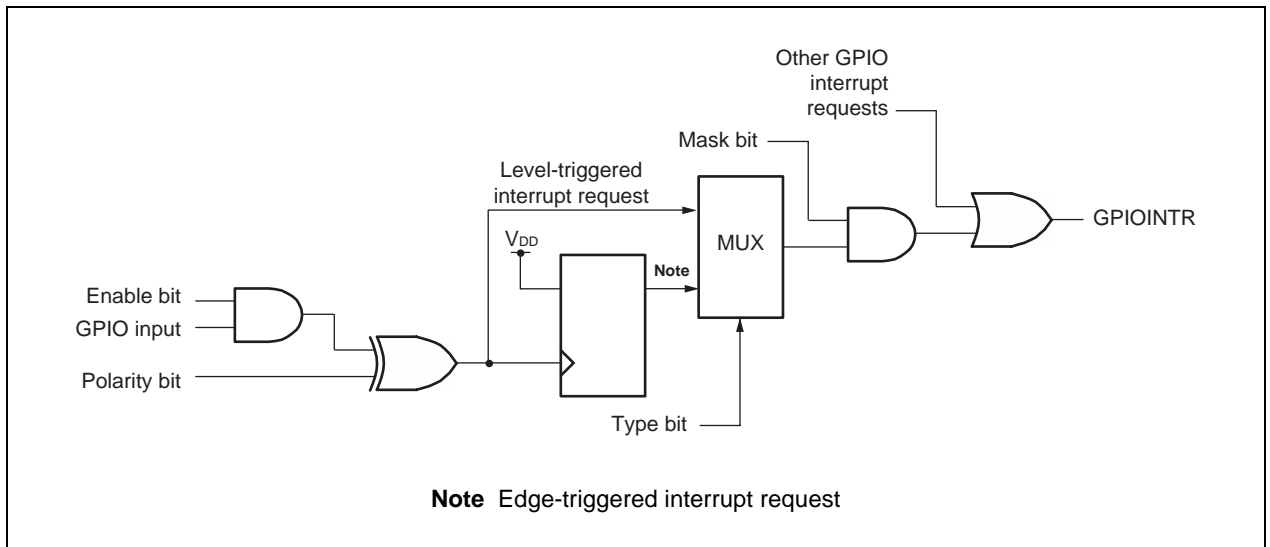 Other GPIO
interrupt
requests
Mask bit
Level-triggered
interrupt request
MUX
GPIOINTR
VDD
Note
Enable bit
GPIO input
Polarity bit
Type bit
Note Edge-triggered interrupt request